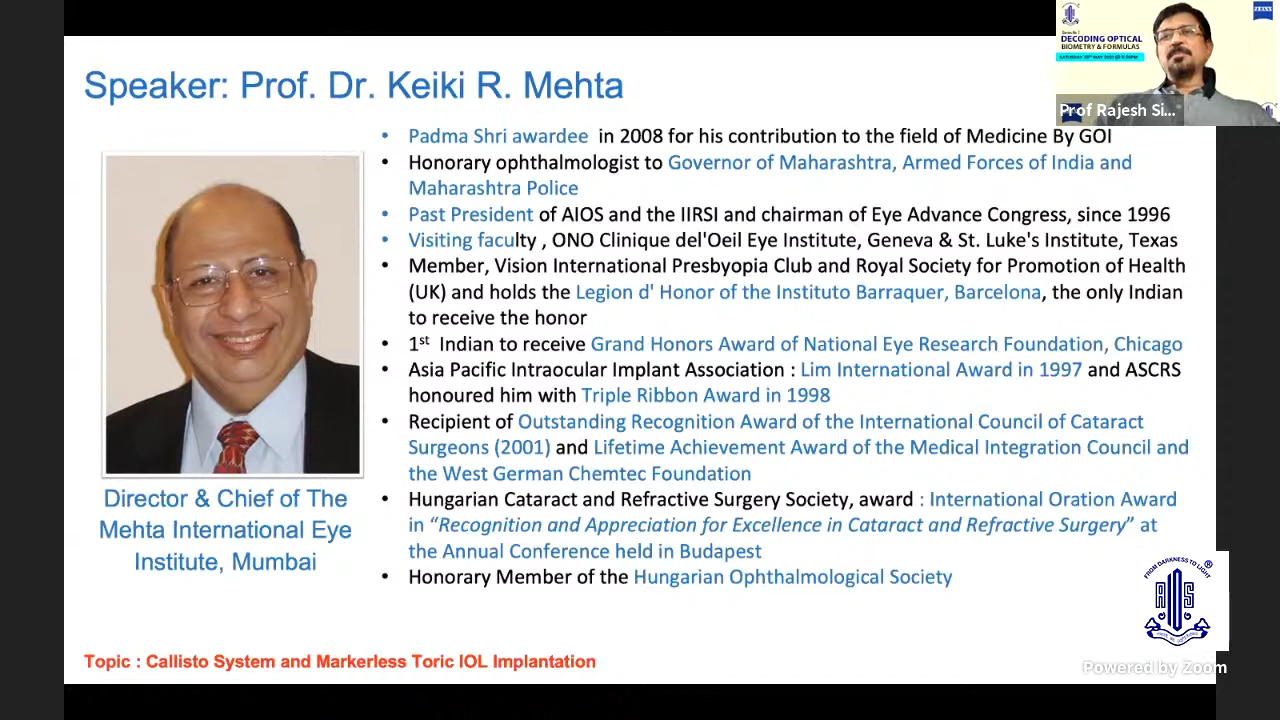 Speaker: Prof. Dr. Keiki R. Mehta
• Padma Shri awardee in 2008 for his contribution to the field of Medicine By GOI
• Honorary ophthalmologist to Governor of Maharashtra, Armed Forces of India and
Maharashtra Police
• Past President of AIOS and the IIRSI and chairman of Eye Advance Congress, since 1996
• Visiting faculty , ONO Clinique del'Oeil Eye Institute, Geneva & St. Luke's Institute, Texas
• Member, Vision International Presbyopia Club and Royal Society for Promotion of Health
(UK) and holds the Legion d' Honor of the Instituto Barraquer, Barcelona, the only Indian
to receive the honor
• 1st Indian to receive Grand Honors Award of National Eye Research Foundation, Chicago
• Asia Pacific Intraocular Implant Association : Lim International Award in 1997 and ASCRS
honoured him with Triple Ribbon Award in 1998
• Recipient of Outstanding Recognition Award of the International Council of Cataract
Surgeons (2001) and Lifetime Achievement Award of the Medical Integration Council and
the West German Chemtec Foundation
• Hungarian Cataract and Refractive Surgery Society, award : International Oration Award
in “Recognition and Appreciation for Excellence in Cataract and Refractive Surgery” at
the Annual Conference held in Budapest
• Honorary Member of the Hungarian Ophthalmological Society
Director & Chief of The
Mehta International Eye
Institute, Mumbai
Topic : Callisto System and Markerless Toric IOL Implantation
DECODING OPTICAL
BIOMETRY & FORMULAS
ZEISS
Prof Rajesh Si...
FROM DARKNESS TO LIGHT
®
AIOS
Powered by Zoom